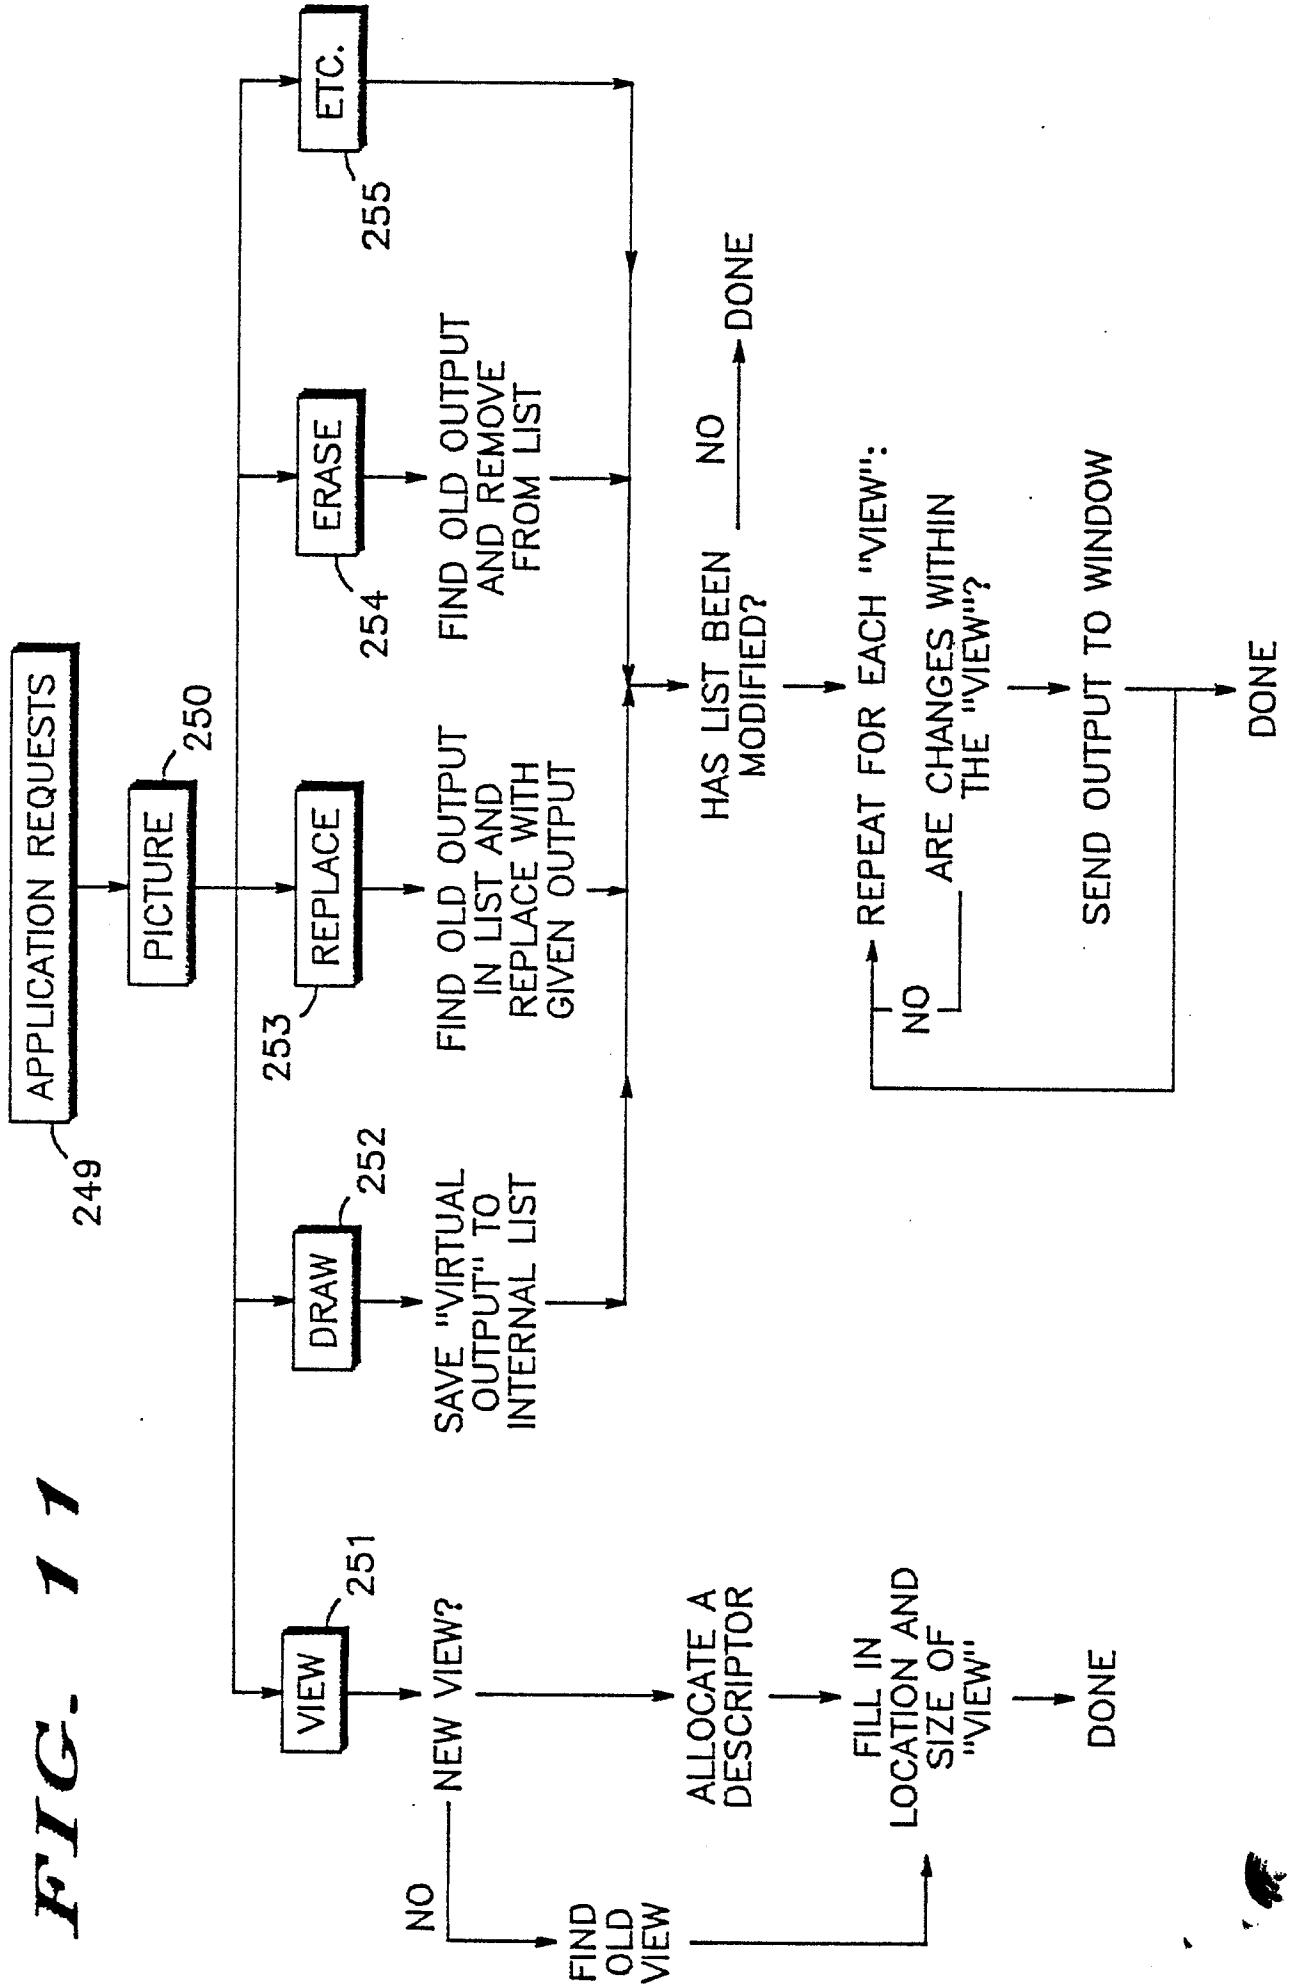 FIG. 11
APPLICATION REQUESTS
249
PICTURE
250
VIEW
251
DRAW
252
REPLACE
253
ERASE
254
ETC.
255
NEW VIEW?
NO
FIND
OLD
VIEW
ALLOCATE A
DESCRIPTOR
FILL IN
LOCATION AND
SIZE OF
"VIEW"
DONE
SAVE "VIRTUAL
OUTPUT" TO
INTERNAL LIST
FIND OLD OUTPUT
IN LIST AND
REPLACE WITH
GIVEN OUTPUT
FIND OLD OUTPUT
AND REMOVE
FROM LIST
HAS LIST BEEN
MODIFIED?
NO
DONE
REPEAT FOR EACH "VIEW":
ARE CHANGES WITHIN
THE "VIEW"?
NO
SEND OUTPUT TO WINDOW
DONE